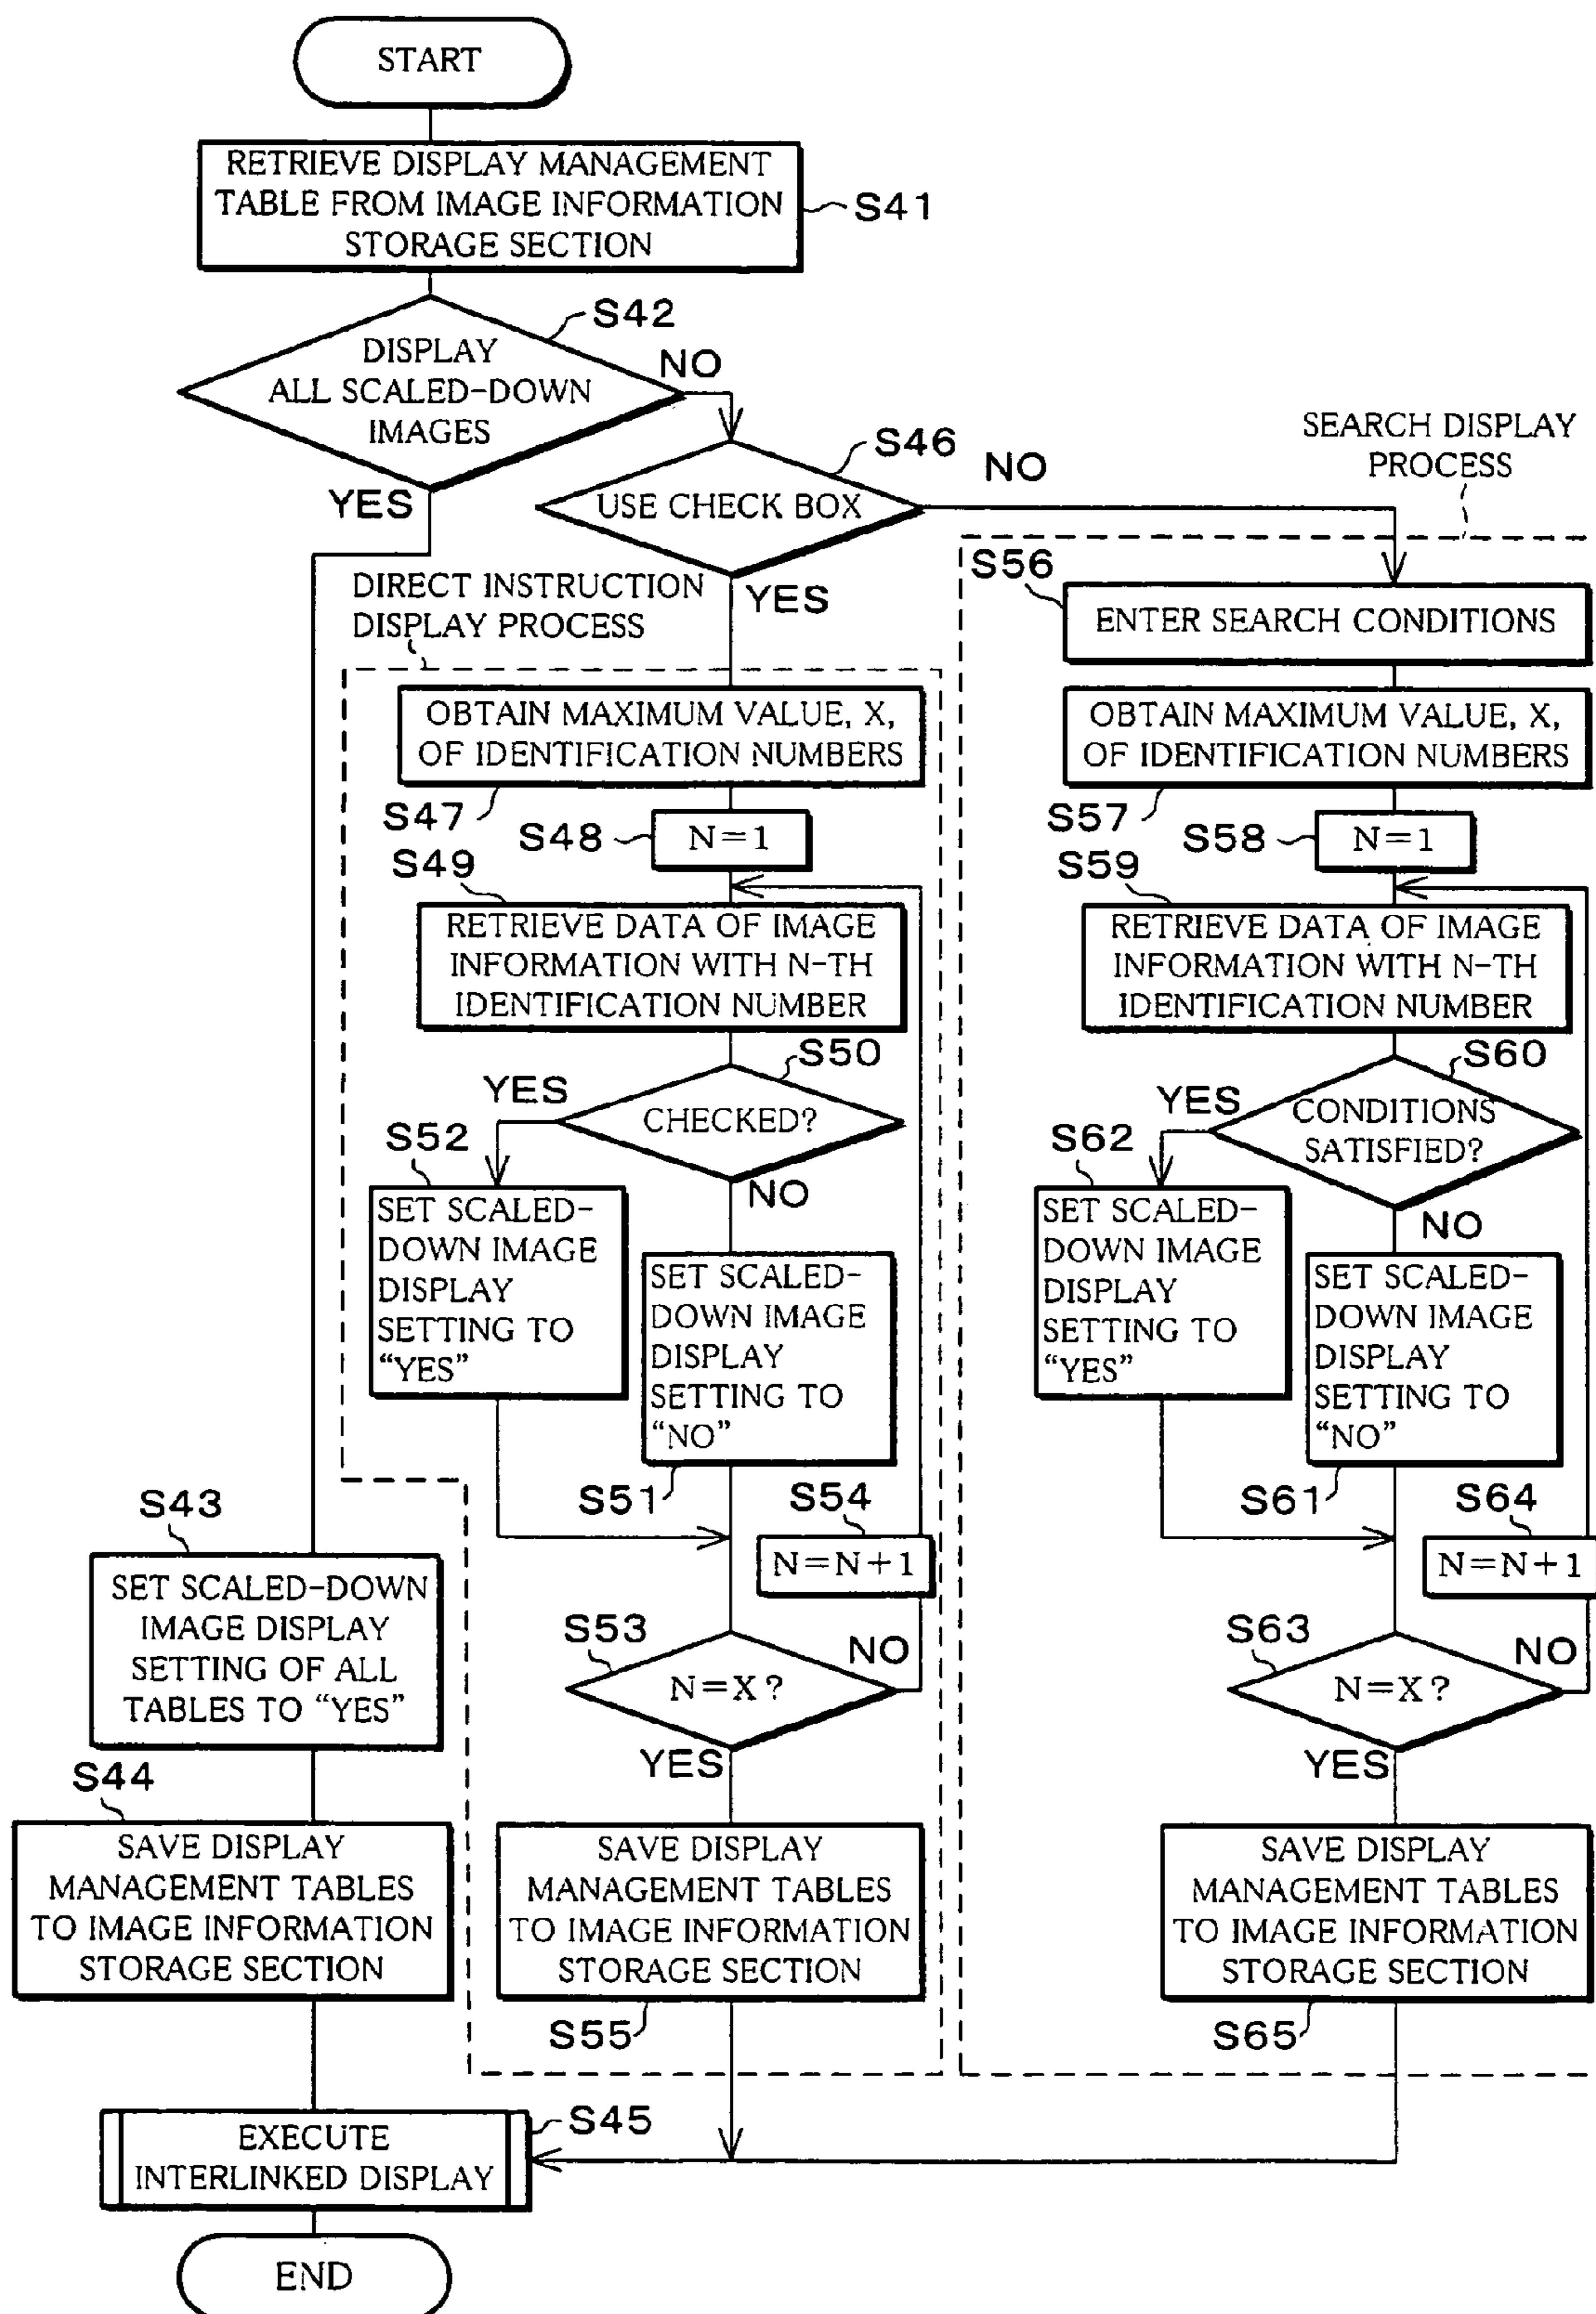 START
RETRIEVE DISPLAY MANAGEMENT
TABLE FROM IMAGE INFORMATION
STORAGE SECTION
S41
S42
DISPLAY
ALL SCALED-DOWN
IMAGES
NO
YES
S46
USE CHECK BOX
NO
YES
SEARCH DISPLAY
PROCESS
DIRECT INSTRUCTION
DISPLAY PROCESS
S56
ENTER SEARCH CONDITIONS
OBTAIN MAXIMUM VALUE, X,
OF IDENTIFICATION NUMBERS
S47
S48
N=1
S49
RETRIEVE DATA OF IMAGE
INFORMATION WITH N-TH
IDENTIFICATION NUMBER
S50
YES
CHECKED?
NO
S52
SET SCALED-
DOWN IMAGE
DISPLAY
SETTING TO
“YES”
SET SCALED-
DOWN IMAGE
DISPLAY
SETTING TO
“NO”
S51
S54
N=N+1
S53
N=X?
NO
YES
SAVE DISPLAY
MANAGEMENT TABLES
TO IMAGE INFORMATION
STORAGE SECTION
S55
OBTAIN MAXIMUM VALUE, X,
OF IDENTIFICATION NUMBERS
S57
S58
N=1
S59
RETRIEVE DATA OF IMAGE
INFORMATION WITH N-TH
IDENTIFICATION NUMBER
S60
YES
CONDITIONS
SATISFIED?
NO
S62
SET SCALED-
DOWN IMAGE
DISPLAY
SETTING TO
“YES”
SET SCALED-
DOWN IMAGE
DISPLAY
SETTING TO
“NO”
S61
S64
N=N+1
S63
N=X?
NO
YES
SAVE DISPLAY
MANAGEMENT TABLES
TO IMAGE INFORMATION
STORAGE SECTION
S65
S43
SET SCALED-DOWN
IMAGE DISPLAY
SETTING OF ALL
TABLES TO “YES”
S44
SAVE DISPLAY
MANAGEMENT TABLES
TO IMAGE INFORMATION
STORAGE SECTION
EXECUTE
INTERLINKED DISPLAY
S45
END